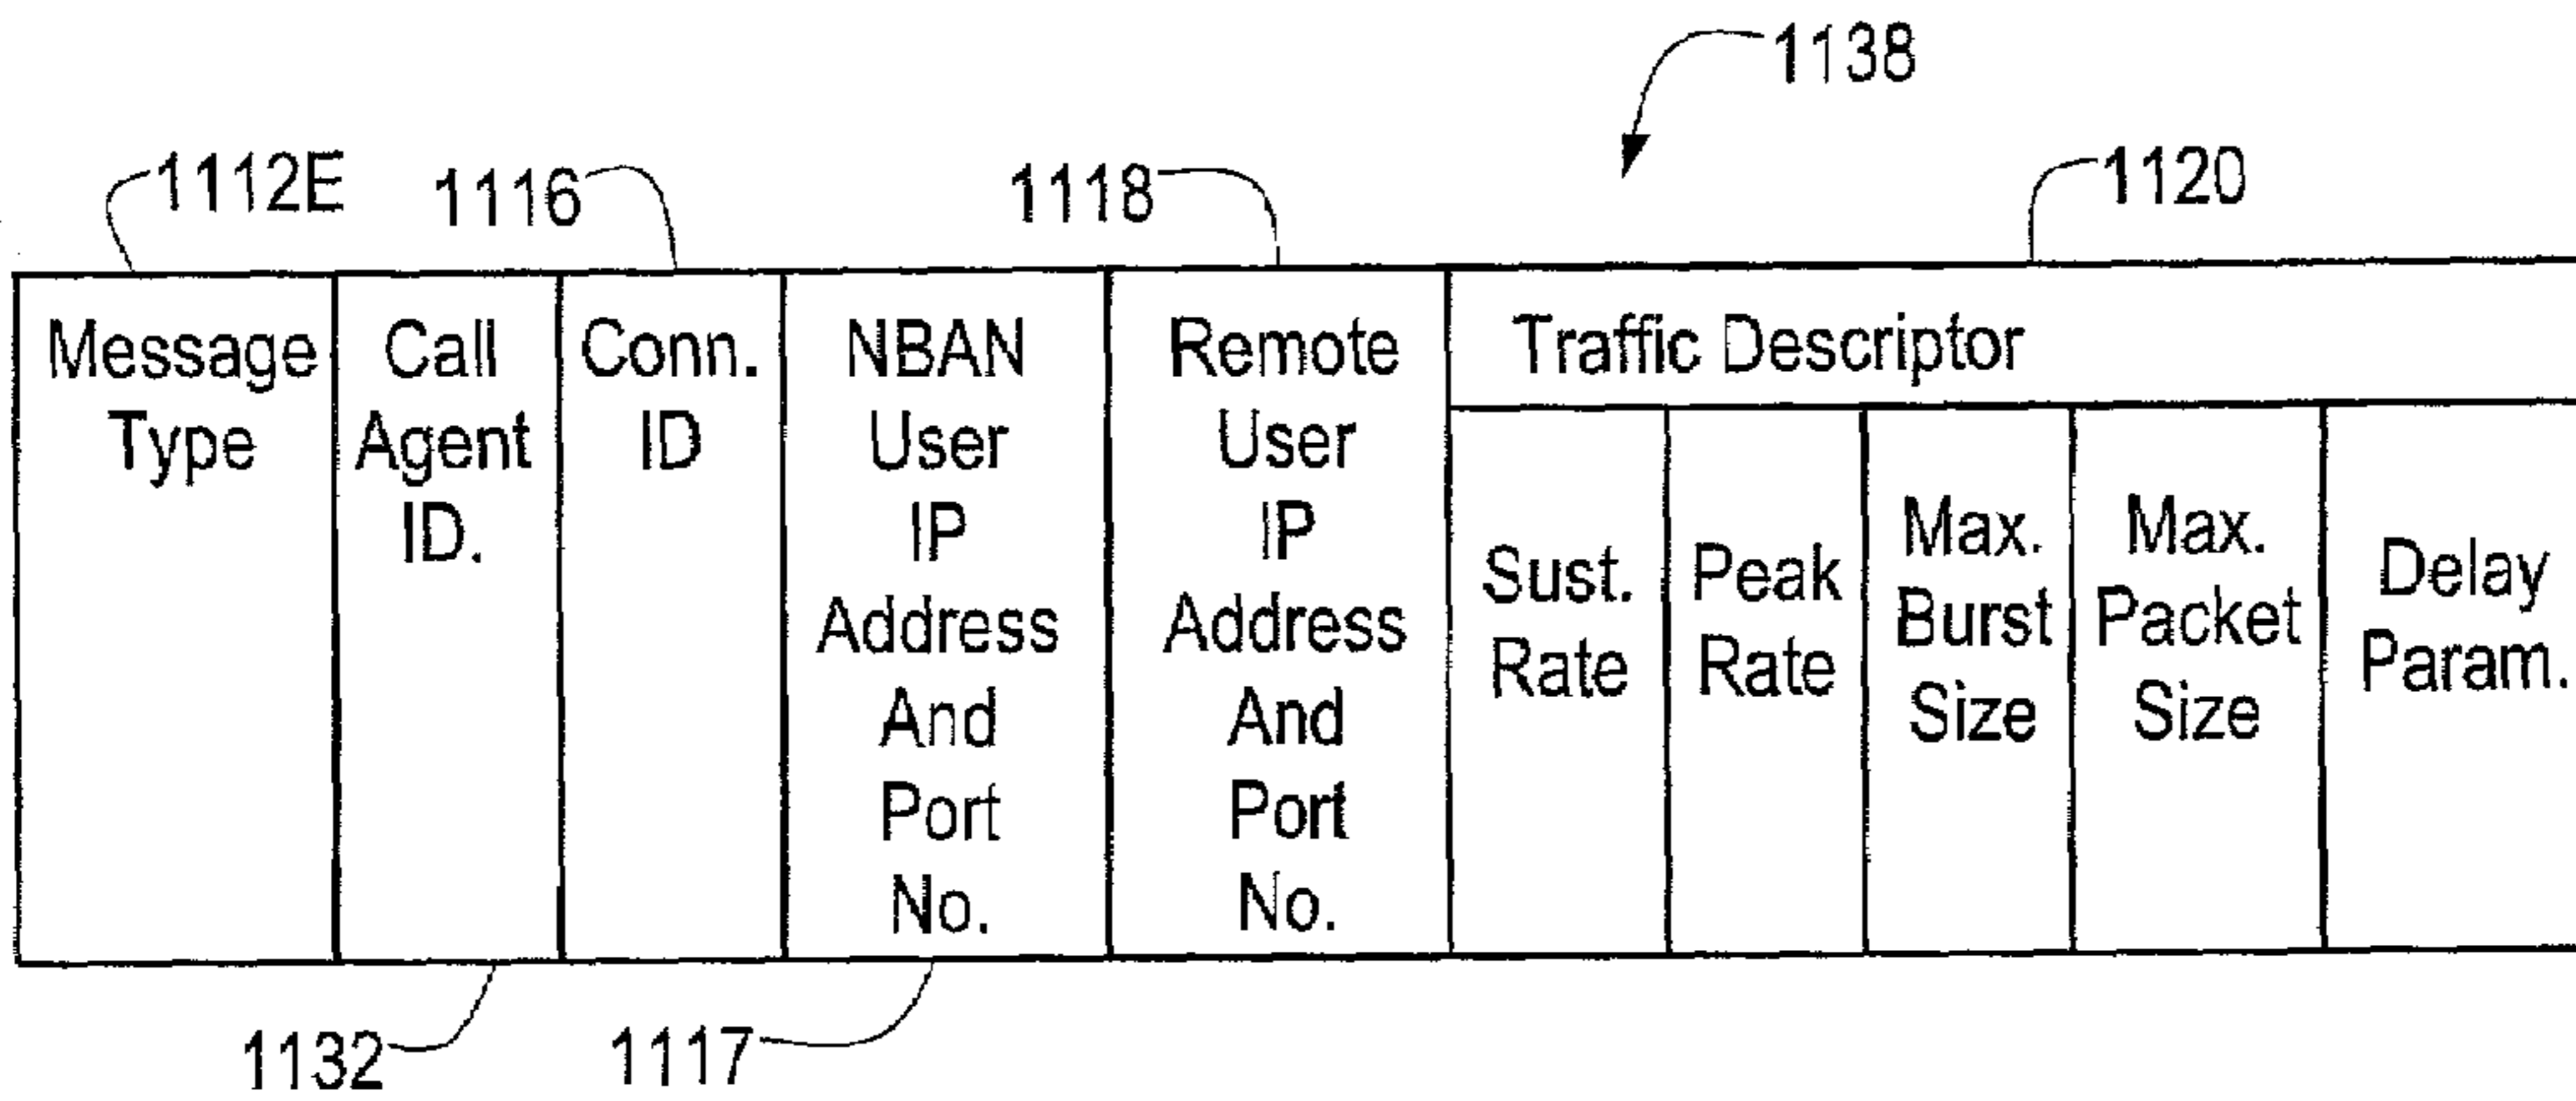 1138
1112E
1116
1118
1120
Message
Type
Call
Agent
ID.
Conn.
ID
NBAN
User
IP
Address
And
Port
No.
Remote
User
IP
Address
And
Port
No.
Traffic Descriptor
Sust.
Rate
Peak
Rate
Max.
Burst
Size
Max.
Packet
Size
Delay
Param.
1132
1117